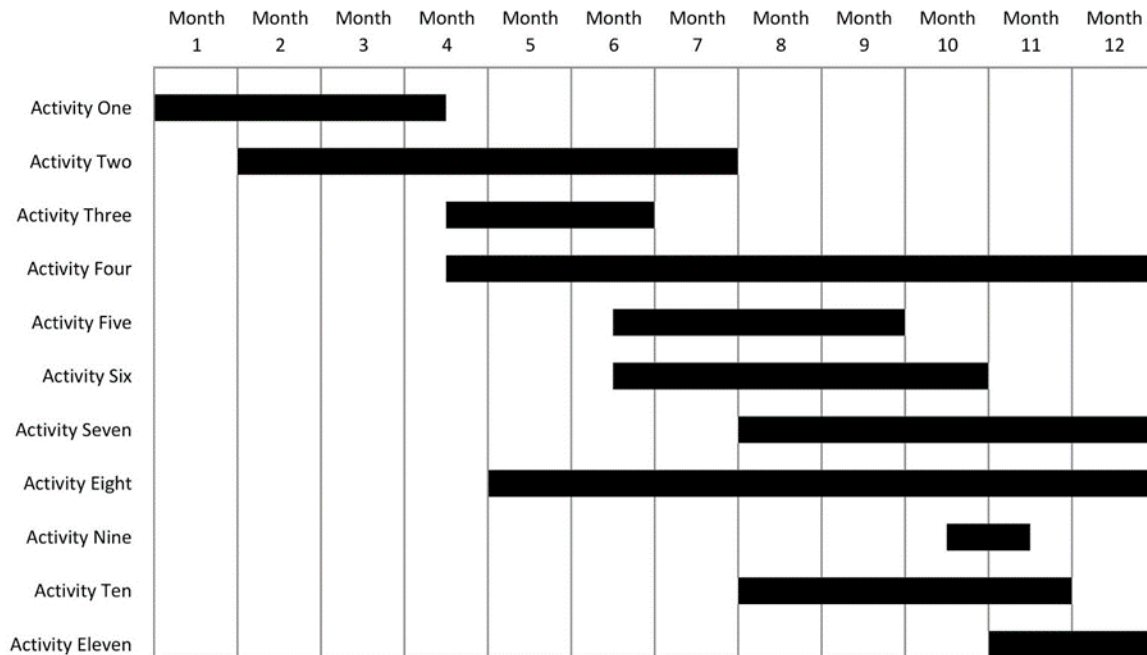 Month Month Month Month Month Month Month Month Month Month Month Month
1 2 3 4 5 6 7 8 9 10 11 12
Activity One
Activity Two
Activity Three
Activity Four
Activity Five
Activity Six
Activity Seven
Activity Eight
Activity Nine
Activity Ten
Activity Eleven